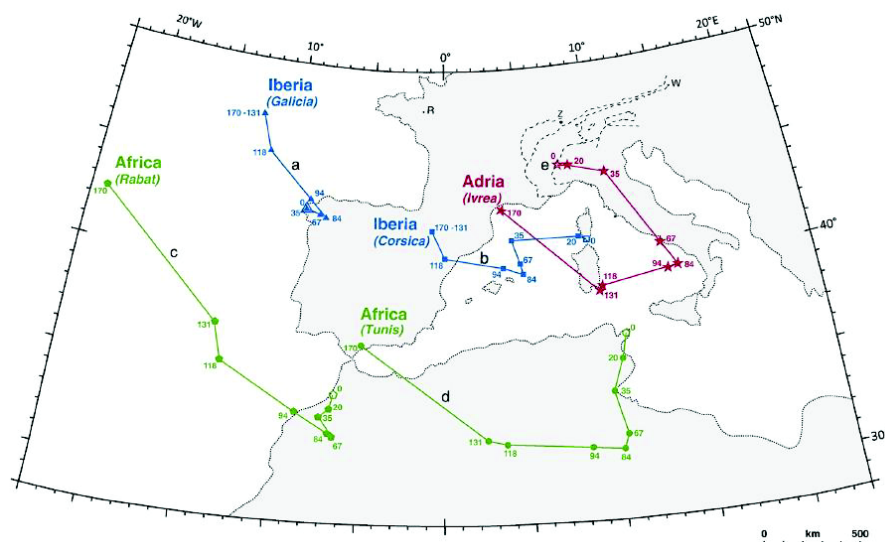 20°W
10°
0°
10°
20°E
50°N
Iberia
(Galicia)
170-131
118
a
94
0
35
67
84
R
Z
W
e
0
20
35
67
94
84
Adria
(Ivrea)
170
118
131
Africa
(Rabat)
170
c
131
118
94
0
20
35
84
67
Iberia
(Corsica)
170-131
118
b
94
35
67
84
20
0
40°
Africa
(Tunis)
170
d
131
118
94
84
67
35
20
0
30
0 km 500